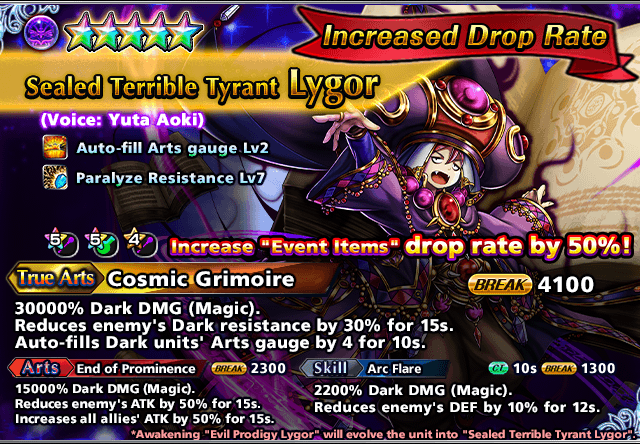 Increased Drop Rate
Sealed Terrible Tyrant Lygor
(Voice: Yuta Aoki)
Auto-fill Arts gauge Lv2
Paralyze Resistance Lv7
5 5 4 Increase "Event Items" drop rate by 50%!
True Arts Cosmic Grimoire BREAK 4100
30000% Dark DMG (Magic).
Reduces enemy's Dark resistance by 30% for 15s.
Auto-fills Dark units' Arts gauge by 4 for 10s.
Arts End of Prominence BREAK 2300
15000% Dark DMG (Magic).
Reduces enemy's ATK by 50% for 15s.
Increases all allies' ATK by 50% for 15s.
Skill Arc Flare C.T. 10s BREAK 1300
2200% Dark DMG (Magic).
Reduces enemy's DEF by 10% for 12s.
*Awakening "Evil Prodigy Lygor" will evolve the unit into "Sealed Terrible Tyrant Lygor".